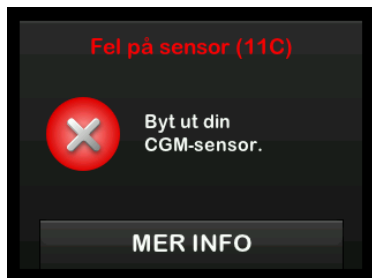 Fel på sensor (11C)
Byt ut din
CGM-sensor.
MER INFO